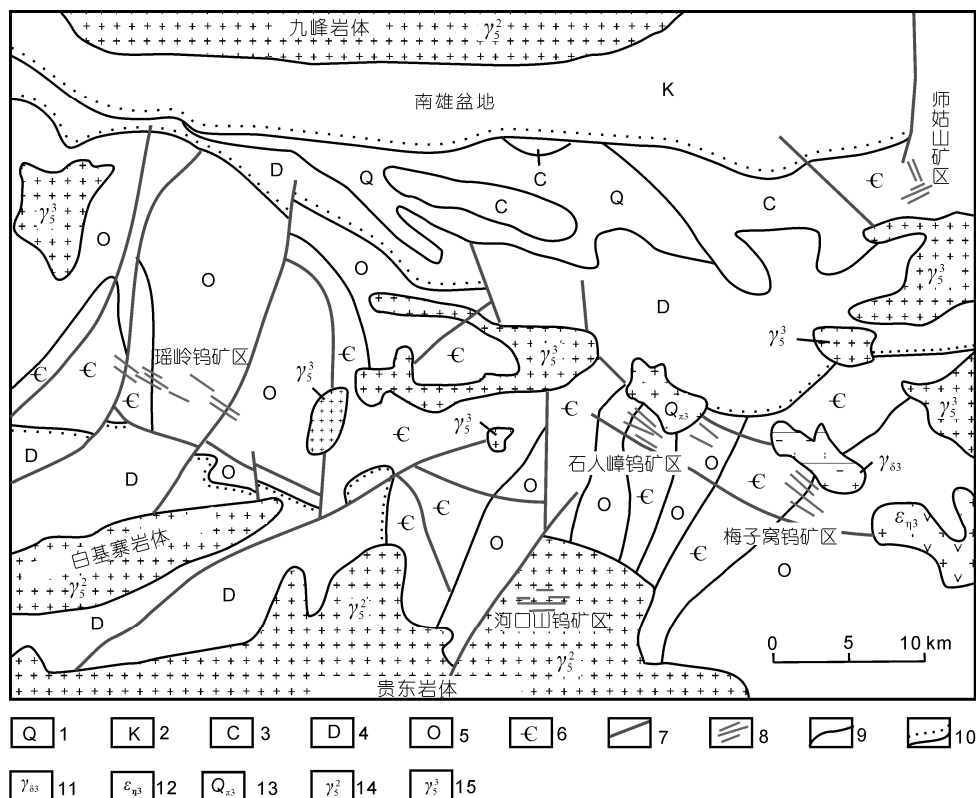 九峰岩体
γ₅²
K
南雄盆地
师姑山矿区
D
Q
C
Є
C
Q
C
γ₅³
O
O
O
γ₅³
D
瑶岭钨矿区
Є
Є
γ₅³
Є
Є
γ₅³
γ₅³
Є
O
Є
Qπ₃
Є
γ₅³
Є
γ₅³
D
D
O
石人嶂钨矿区
O
γδ3
O
Є
O
Є
O
Є
Є
梅子窝钨矿区
εη3
白基寨岩体
O
Є
O
γ₅²
D
D
γ₅²
河口山钨矿区
γ₅²
0 5 10 km
贵东岩体
Q 1 K 2 C 3 D 4 O 5 Є 6 7 8 9 10
γδ3 11 εη3 12 Qπ3 13 γ₅² 14 γ₅³ 15